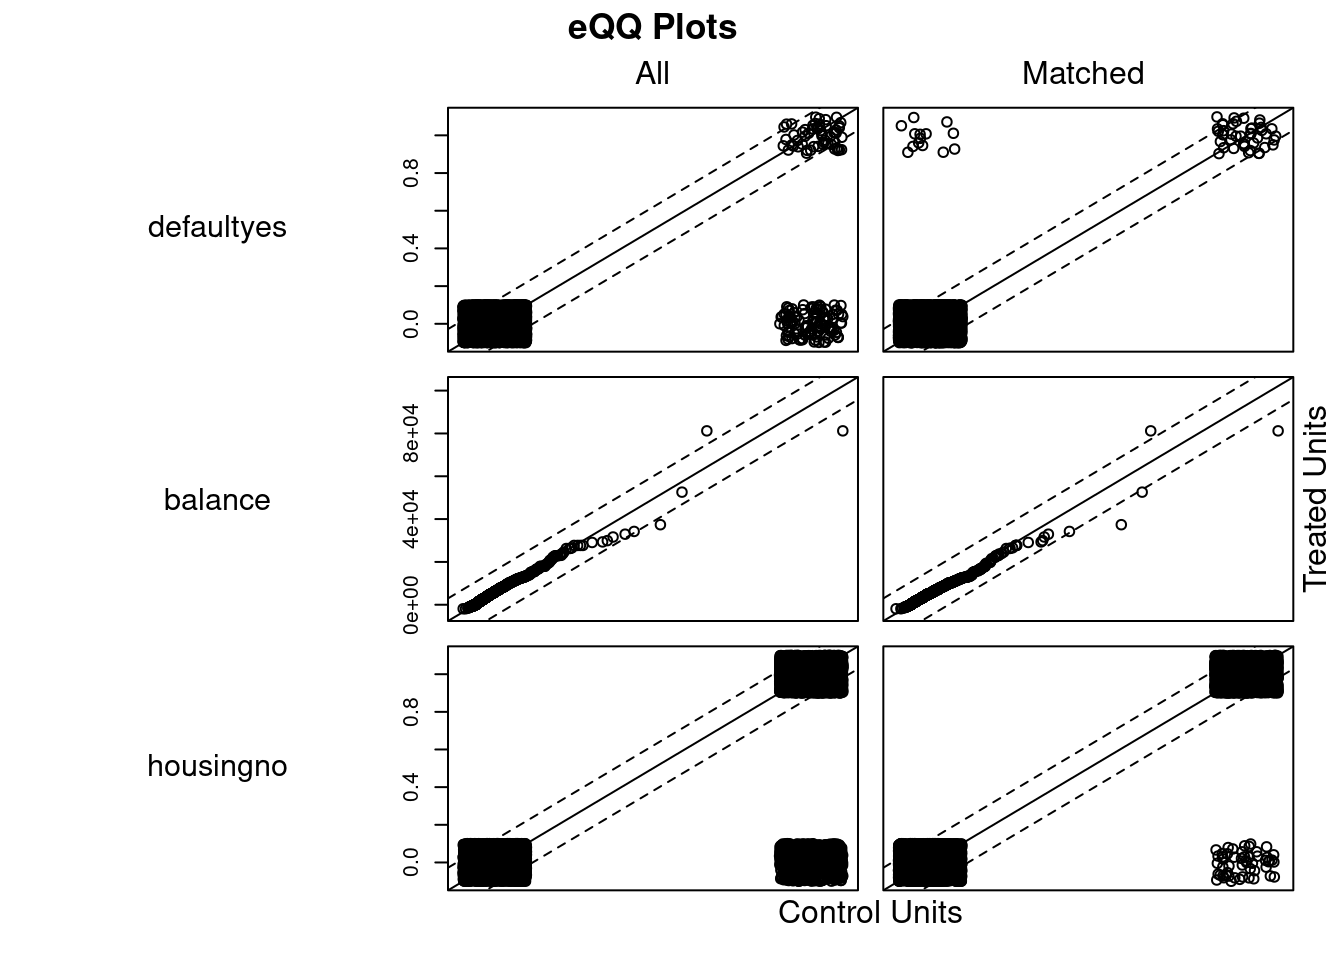 eQQ Plots
All Matched
defaultyes
0.8
0.4
0.0
balance
8e+04
4e+04
0e+00
Treated Units
housingno
0.8
0.4
0.0
Control Units